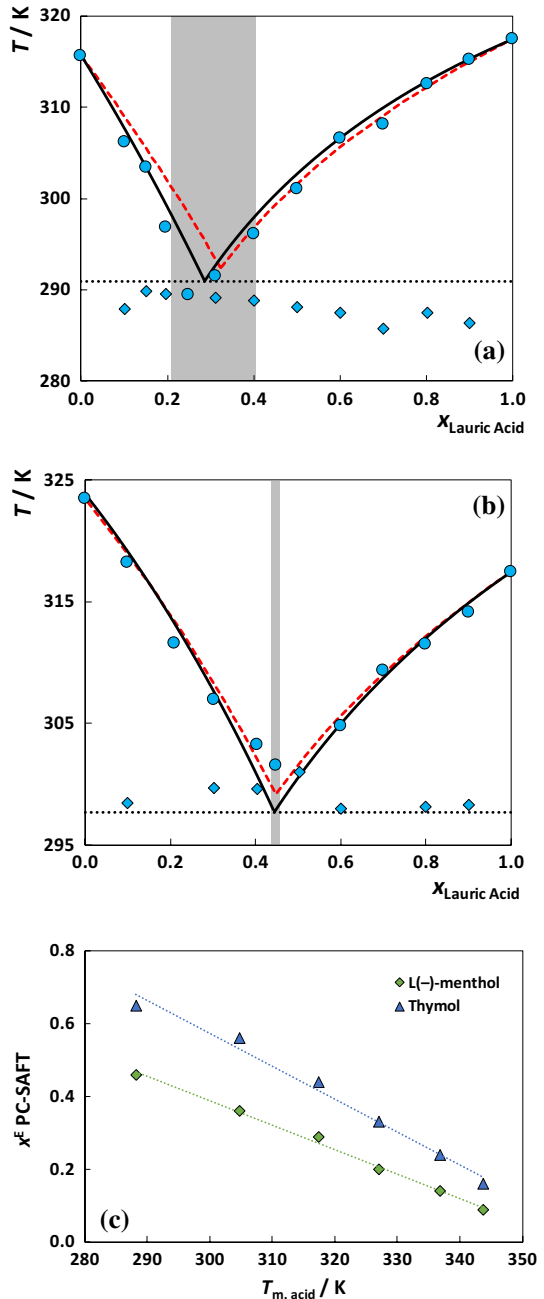 T / K
320
310
300
290
280
(a)
0.0 0.2 0.4 0.6 0.8 1.0
xLauric Acid
T / K
325
315
305
295
(b)
0.0 0.2 0.4 0.6 0.8 1.0
xLauric Acid
xE PC-SAFT
0.8
0.6
0.4
0.2
0.0
L(−)-menthol
Thymol
(c)
280 290 300 310 320 330 340 350
Tm, acid / K